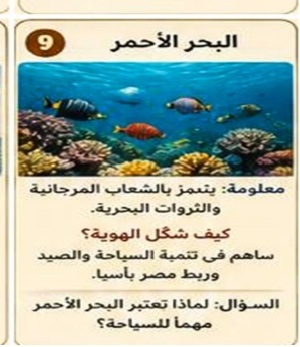 9
البحر الأحمر
معلومة: يتميز بالشعاب المرجانية
والثروات البحرية.
كيف شكّل الهوية؟
ساهم في تنمية السياحة والصيد
وربط مصر بآسيا.
السؤال: لماذا تعتبر البحر الأحمر
مهماً للسياحة؟